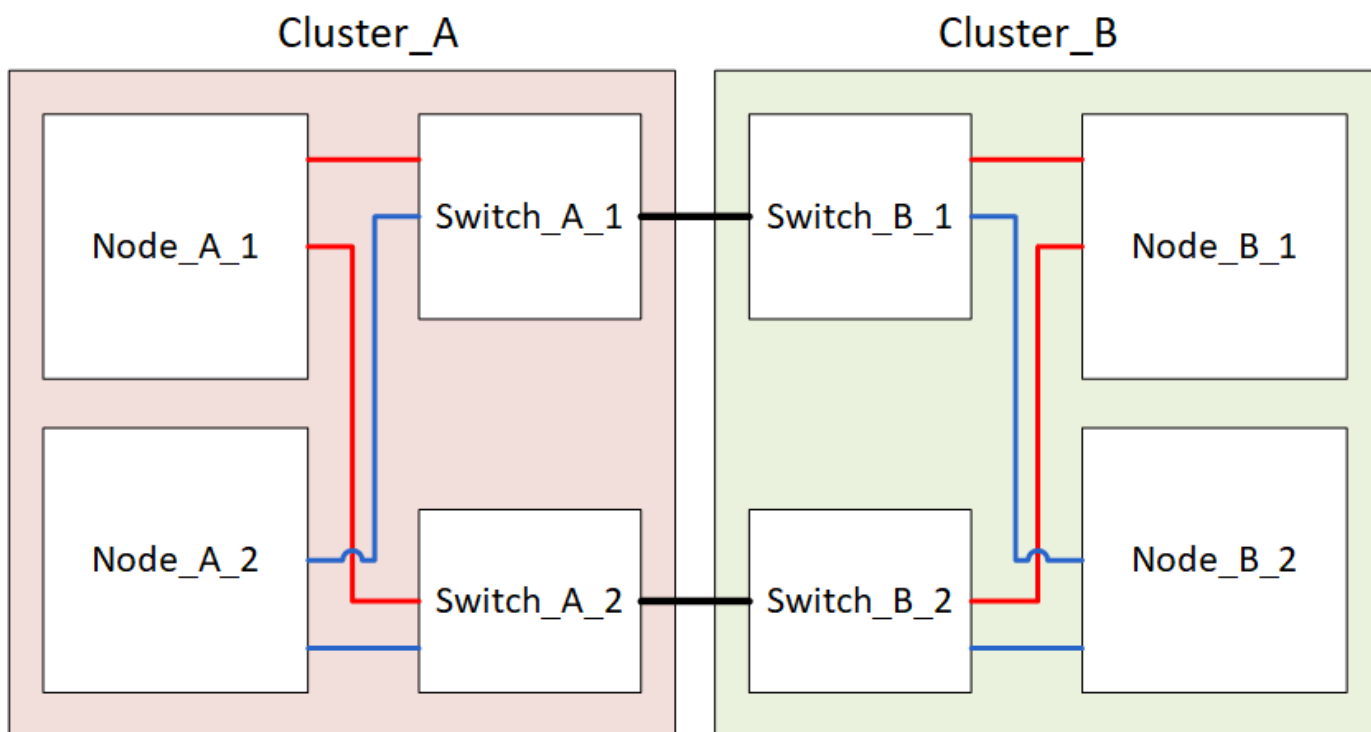 Cluster_A
Cluster_B
Node_A_1
Switch_A_1
Switch_B_1
Node_B_1
Node_A_2
Switch_A_2
Switch_B_2
Node_B_2